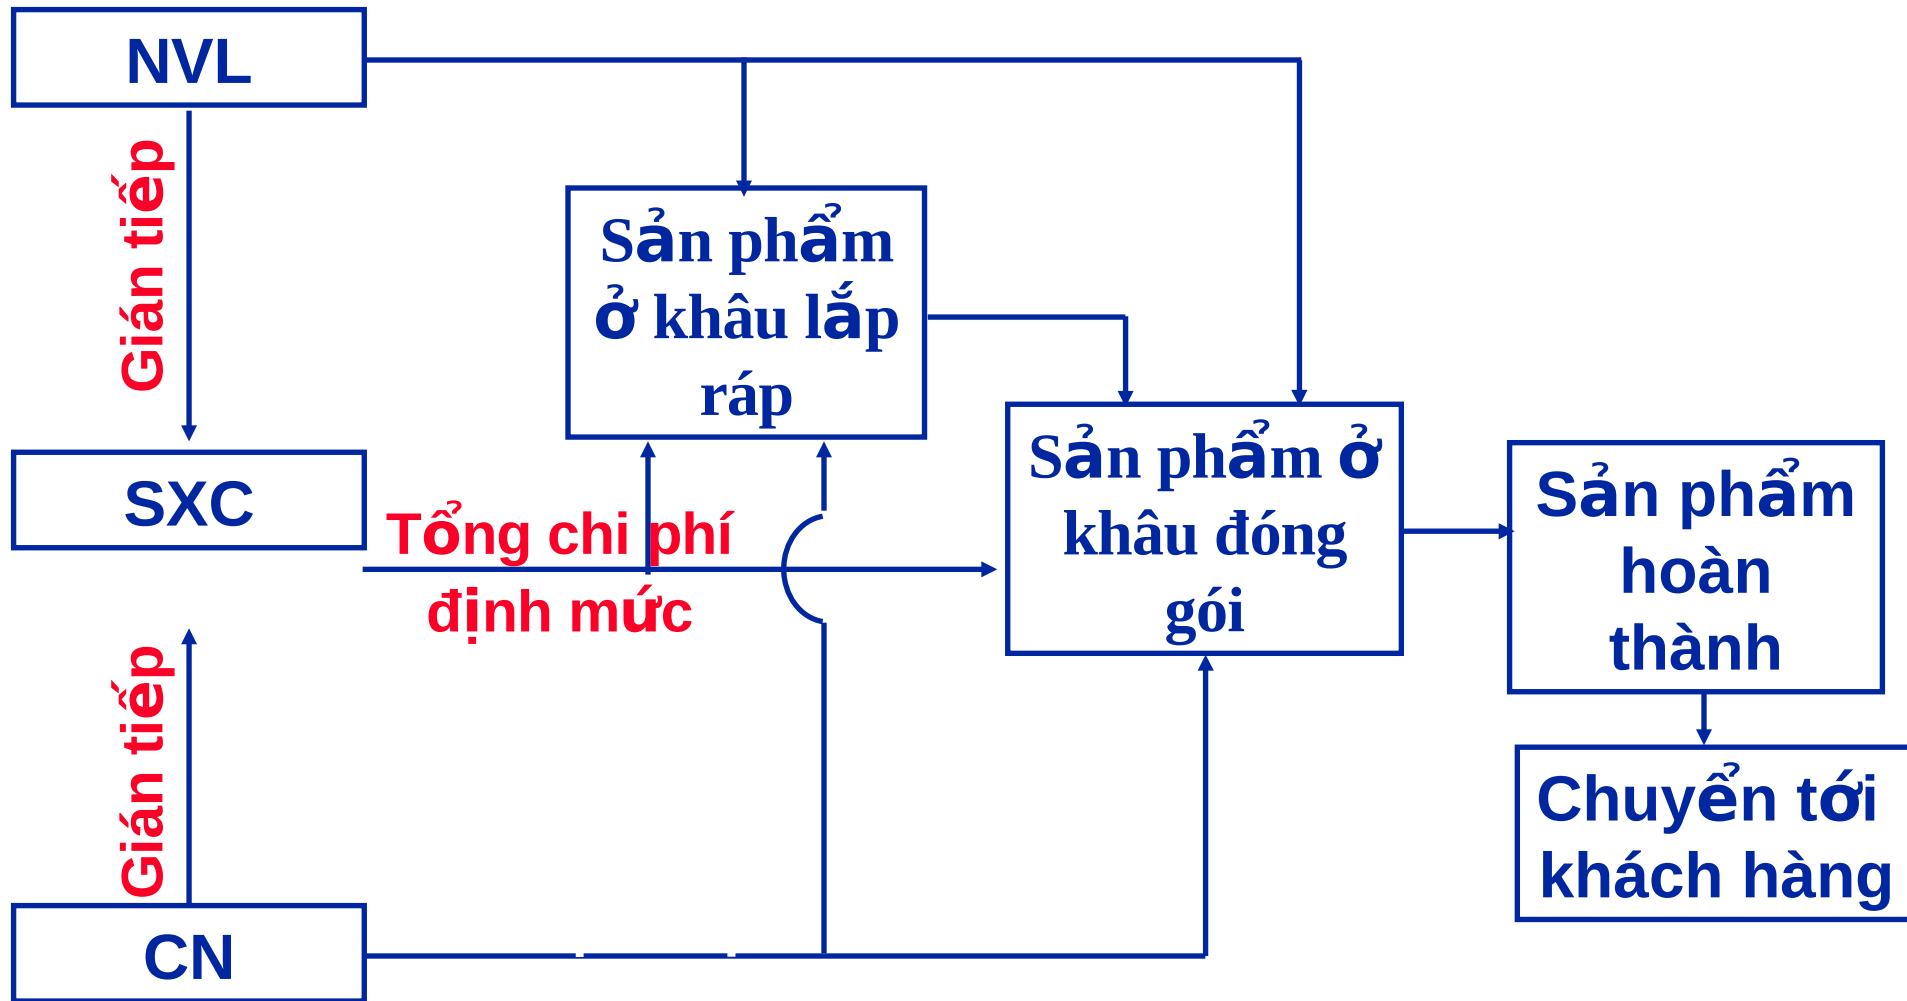 NVL
Gián tiếp
Sản phẩm
ở khâu lắp
ráp
SXC
Tổng chi phí
định mức
Sản phẩm ở
khâu đóng
gói
Sản phẩm
hoàn
thành
Gián tiếp
Chuyển tới
khách hàng
CN